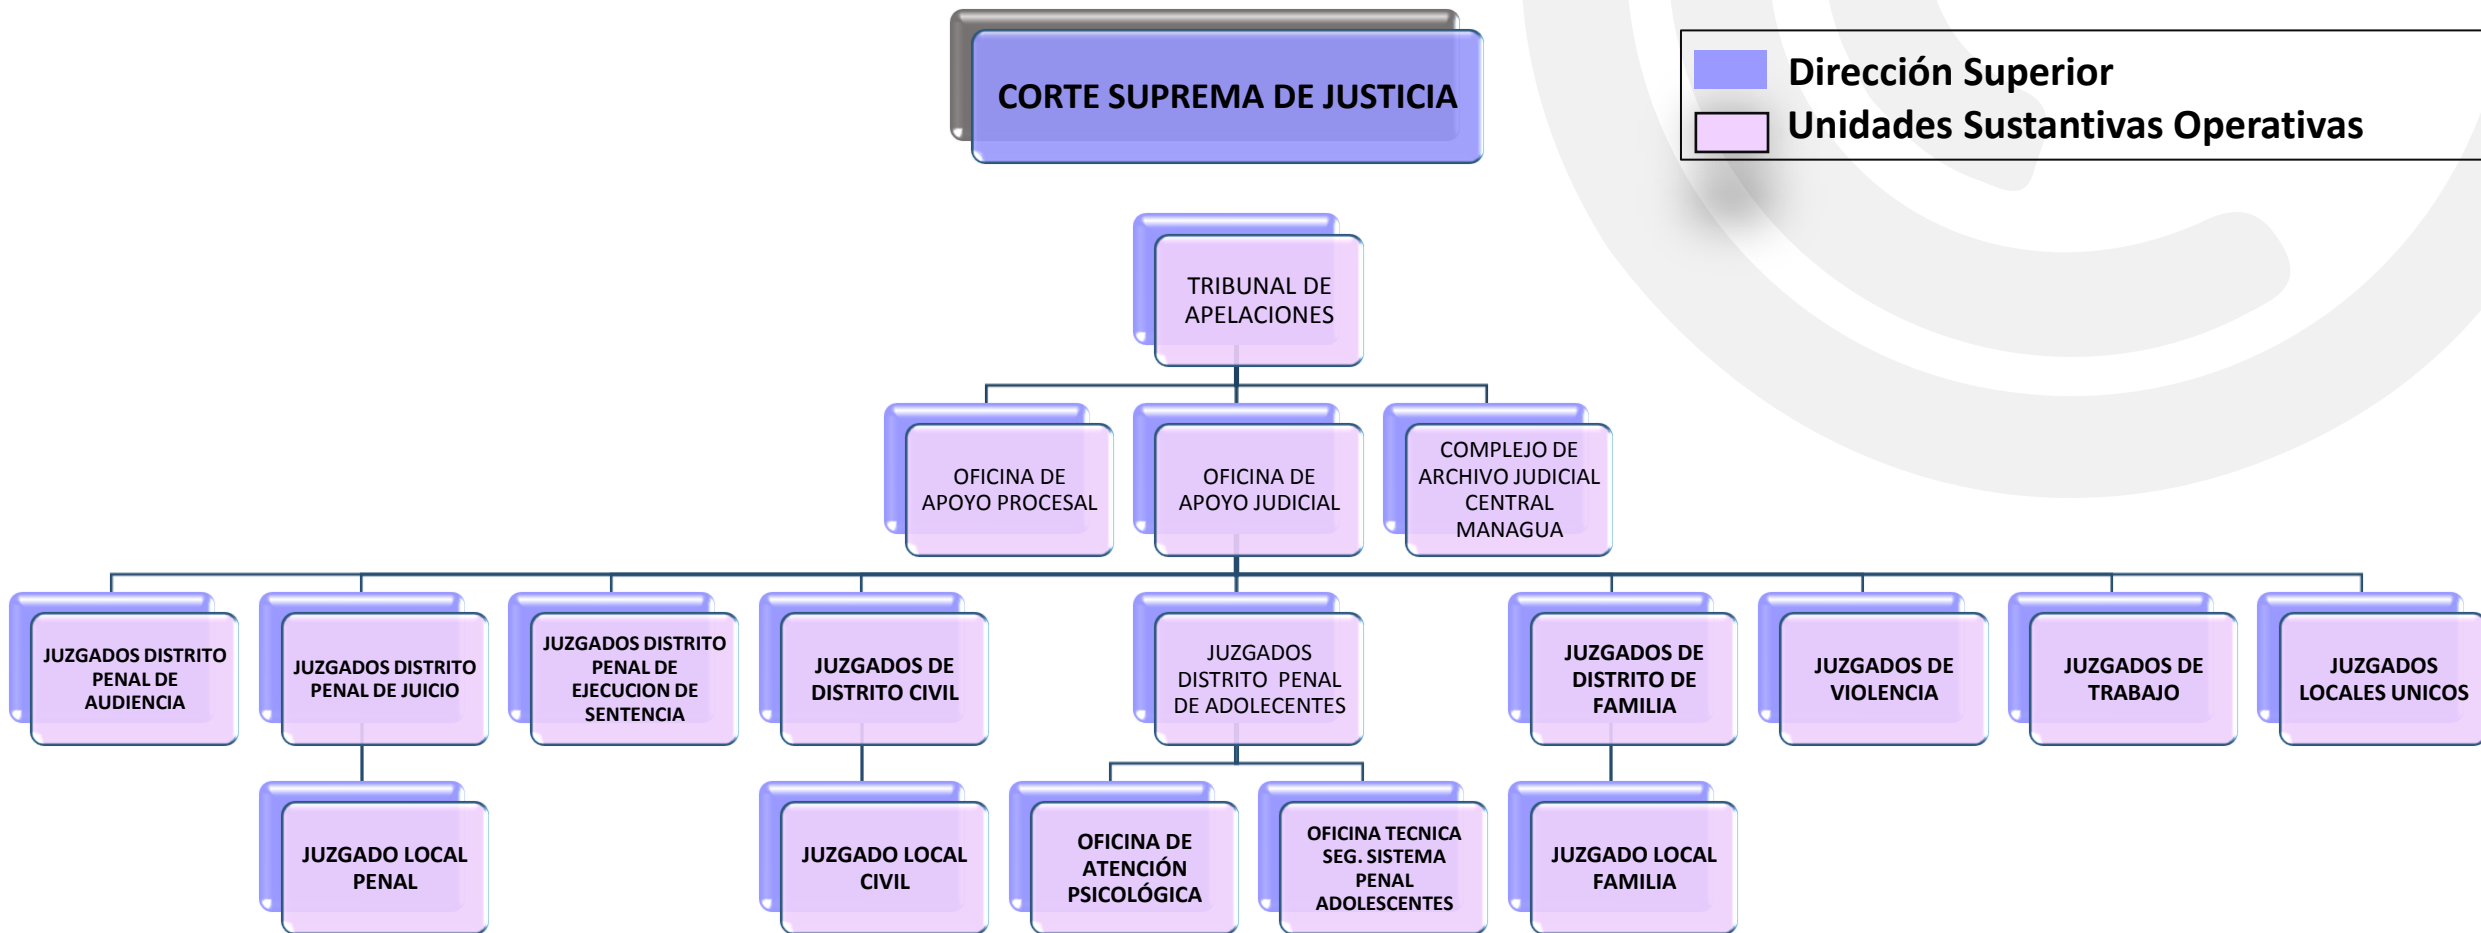 CORTE SUPREMA DE JUSTICIA
Dirección Superior
Unidades Sustantivas Operativas
TRIBUNAL DE
APELACIONES
OFICINA DE
APOYO PROCESAL
OFICINA DE
APOYO JUDICIAL
COMPLEJO DE
ARCHIVO JUDICIAL
CENTRAL
MANAGUA
JUZGADOS DISTRITO
PENAL DE
AUDIENCIA
JUZGADOS DISTRITO
PENAL DE JUICIO
JUZGADOS DISTRITO
PENAL DE
EJECUCION DE
SENTENCIA
JUZGADOS DE
DISTRITO CIVIL
JUZGADOS
DISTRITO PENAL
DE ADOLECENTES
JUZGADOS DE
DISTRITO DE
FAMILIA
JUZGADOS DE
VIOLENCIA
JUZGADOS DE
TRABAJO
JUZGADOS
LOCALES UNICOS
JUZGADO LOCAL
PENAL
JUZGADO LOCAL
CIVIL
OFICINA DE
ATENCIÓN
PSICOLÓGICA
OFICINA TECNICA
SEG. SISTEMA
PENAL
ADOLESCENTES
JUZGADO LOCAL
FAMILIA